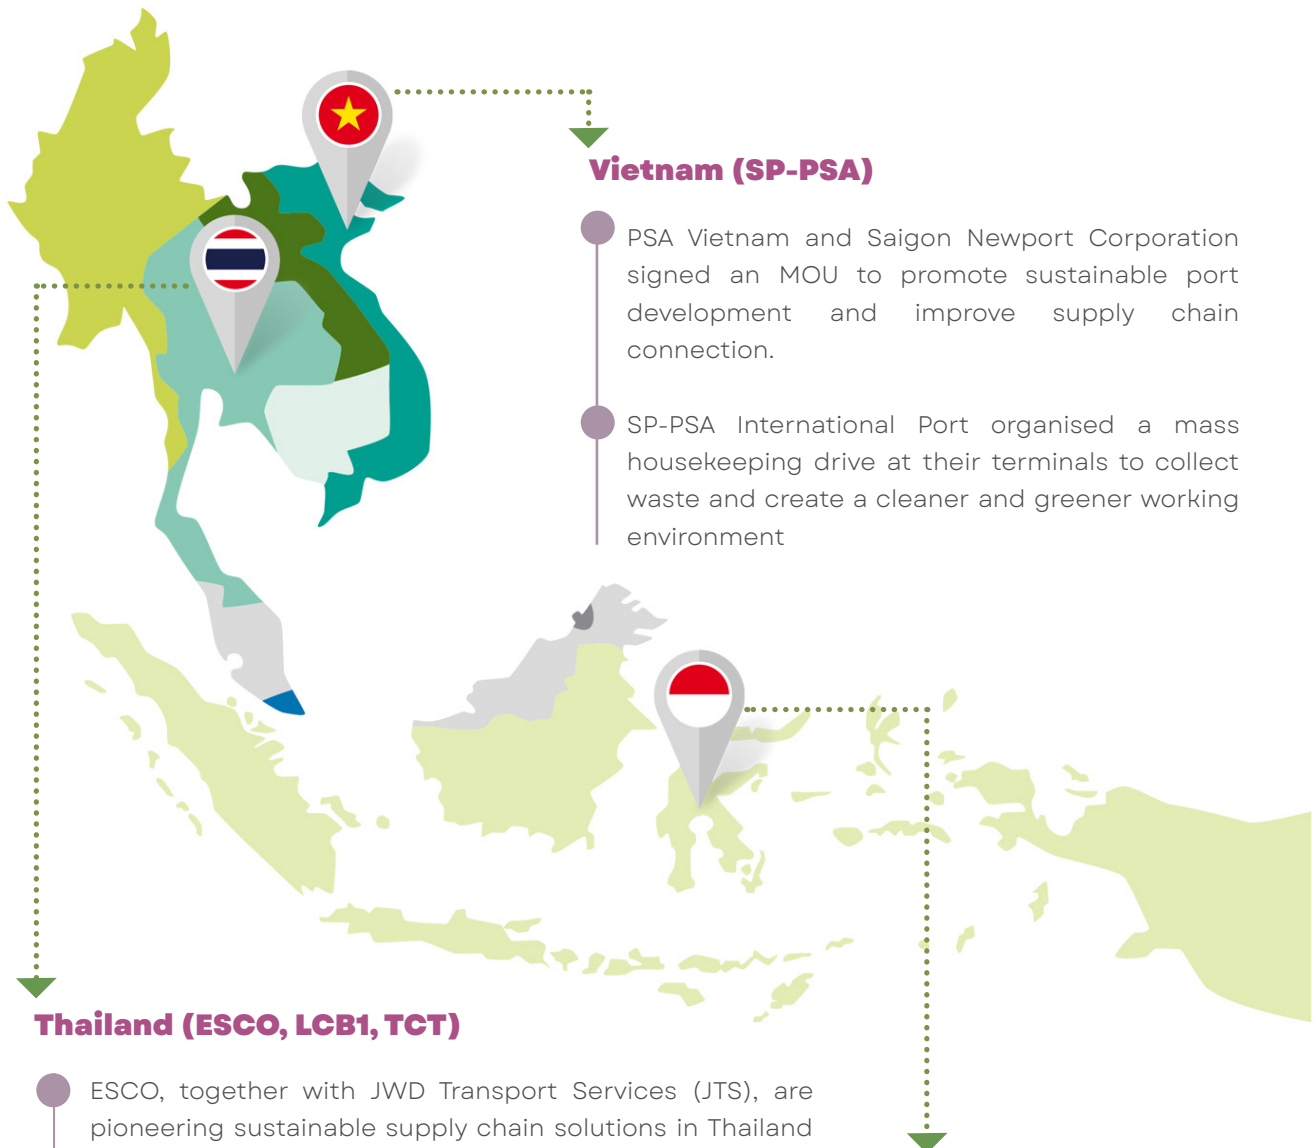 Vietnam (SP-PSA)
PSA Vietnam and Saigon Newport Corporation
signed an MOU to promote sustainable port
development and improve supply chain
connection.
SP-PSA International Port organised a mass
housekeeping drive at their terminals to collect
waste and create a cleaner and greener working
environment
Thailand (ESCO, LCB1, TCT)
ESCO, together with JWD Transport Services (JTS), are
pioneering sustainable supply chain solutions in Thailand